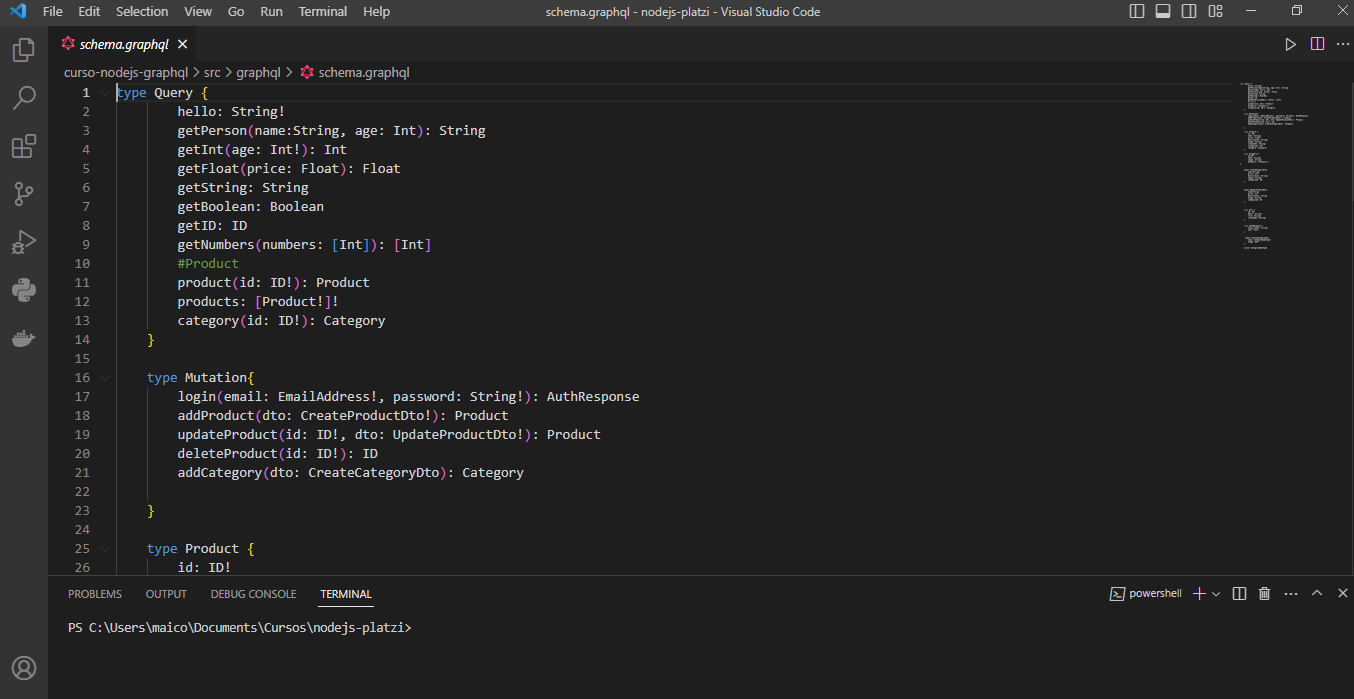 File Edit Selection View Go Run Terminal Help schema.graphql - nodejs-platzi - Visual Studio Code
schema.graphql
curso-nodejs-graphql > src > graphql > schema.graphql
1 type Query {
2 hello: String!
3 getPerson(name:String, age: Int): String
4 getInt(age: Int!): Int
5 getFloat(price: Float): Float
6 getString: String
7 getBoolean: Boolean
8 getID: ID
9 getNumbers(numbers: [Int]): [Int]
10 #Product
11 product(id: ID!): Product
12 products: [Product!]!
13 category(id: ID!): Category
14 }
15
16 type Mutation{
17 login(email: EmailAddress!, password: String!): AuthResponse
18 addProduct(dto: CreateProductDto!): Product
19 updateProduct(id: ID!, dto: UpdateProductDto!): Product
20 deleteProduct(id: ID!): ID
21 addCategory(dto: CreateCategoryDto): Category
22
23 }
24
25 type Product {
26 id: ID!
PROBLEMS OUTPUT DEBUG CONSOLE TERMINAL powershell
PS C:\Users\maico\Documents\Cursos\nodejs-platzi>